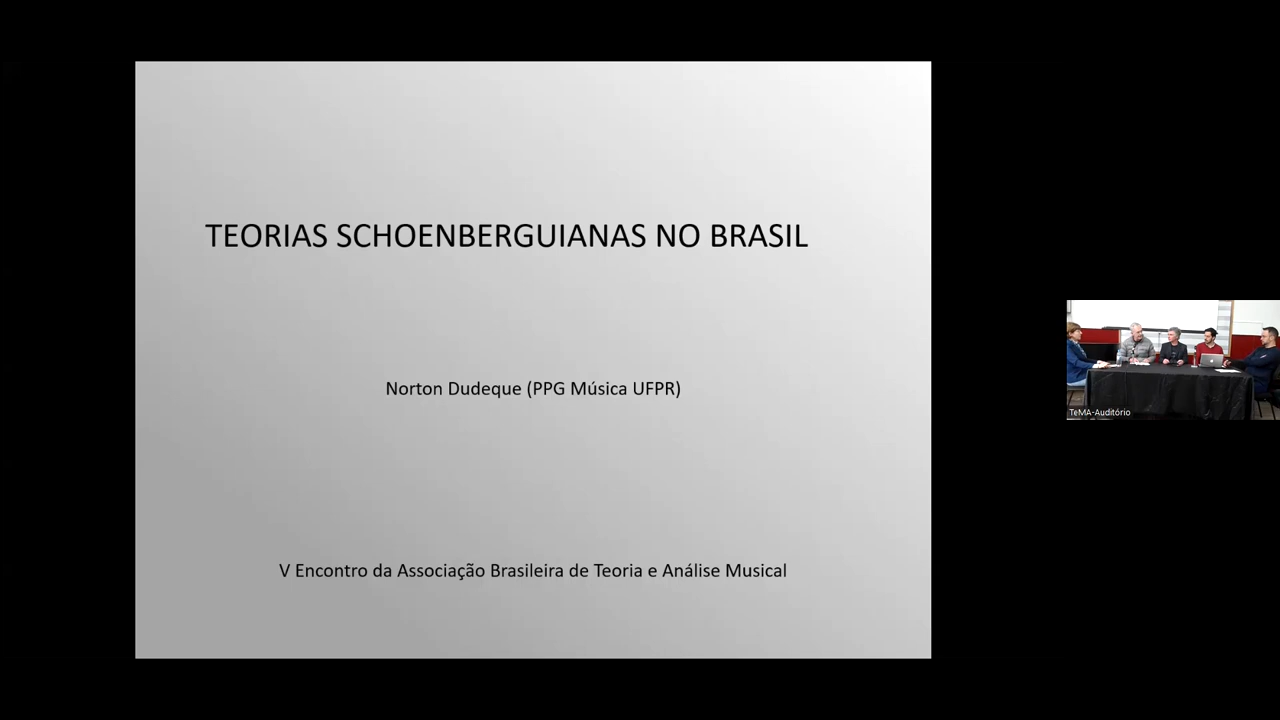 TEORIAS SCHOENBERGUIANAS NO BRASIL
Norton Dudeque (PPG Música UFPR)
V Encontro da Associação Brasileira de Teoria e Análise Musical
TeMA-Auditório